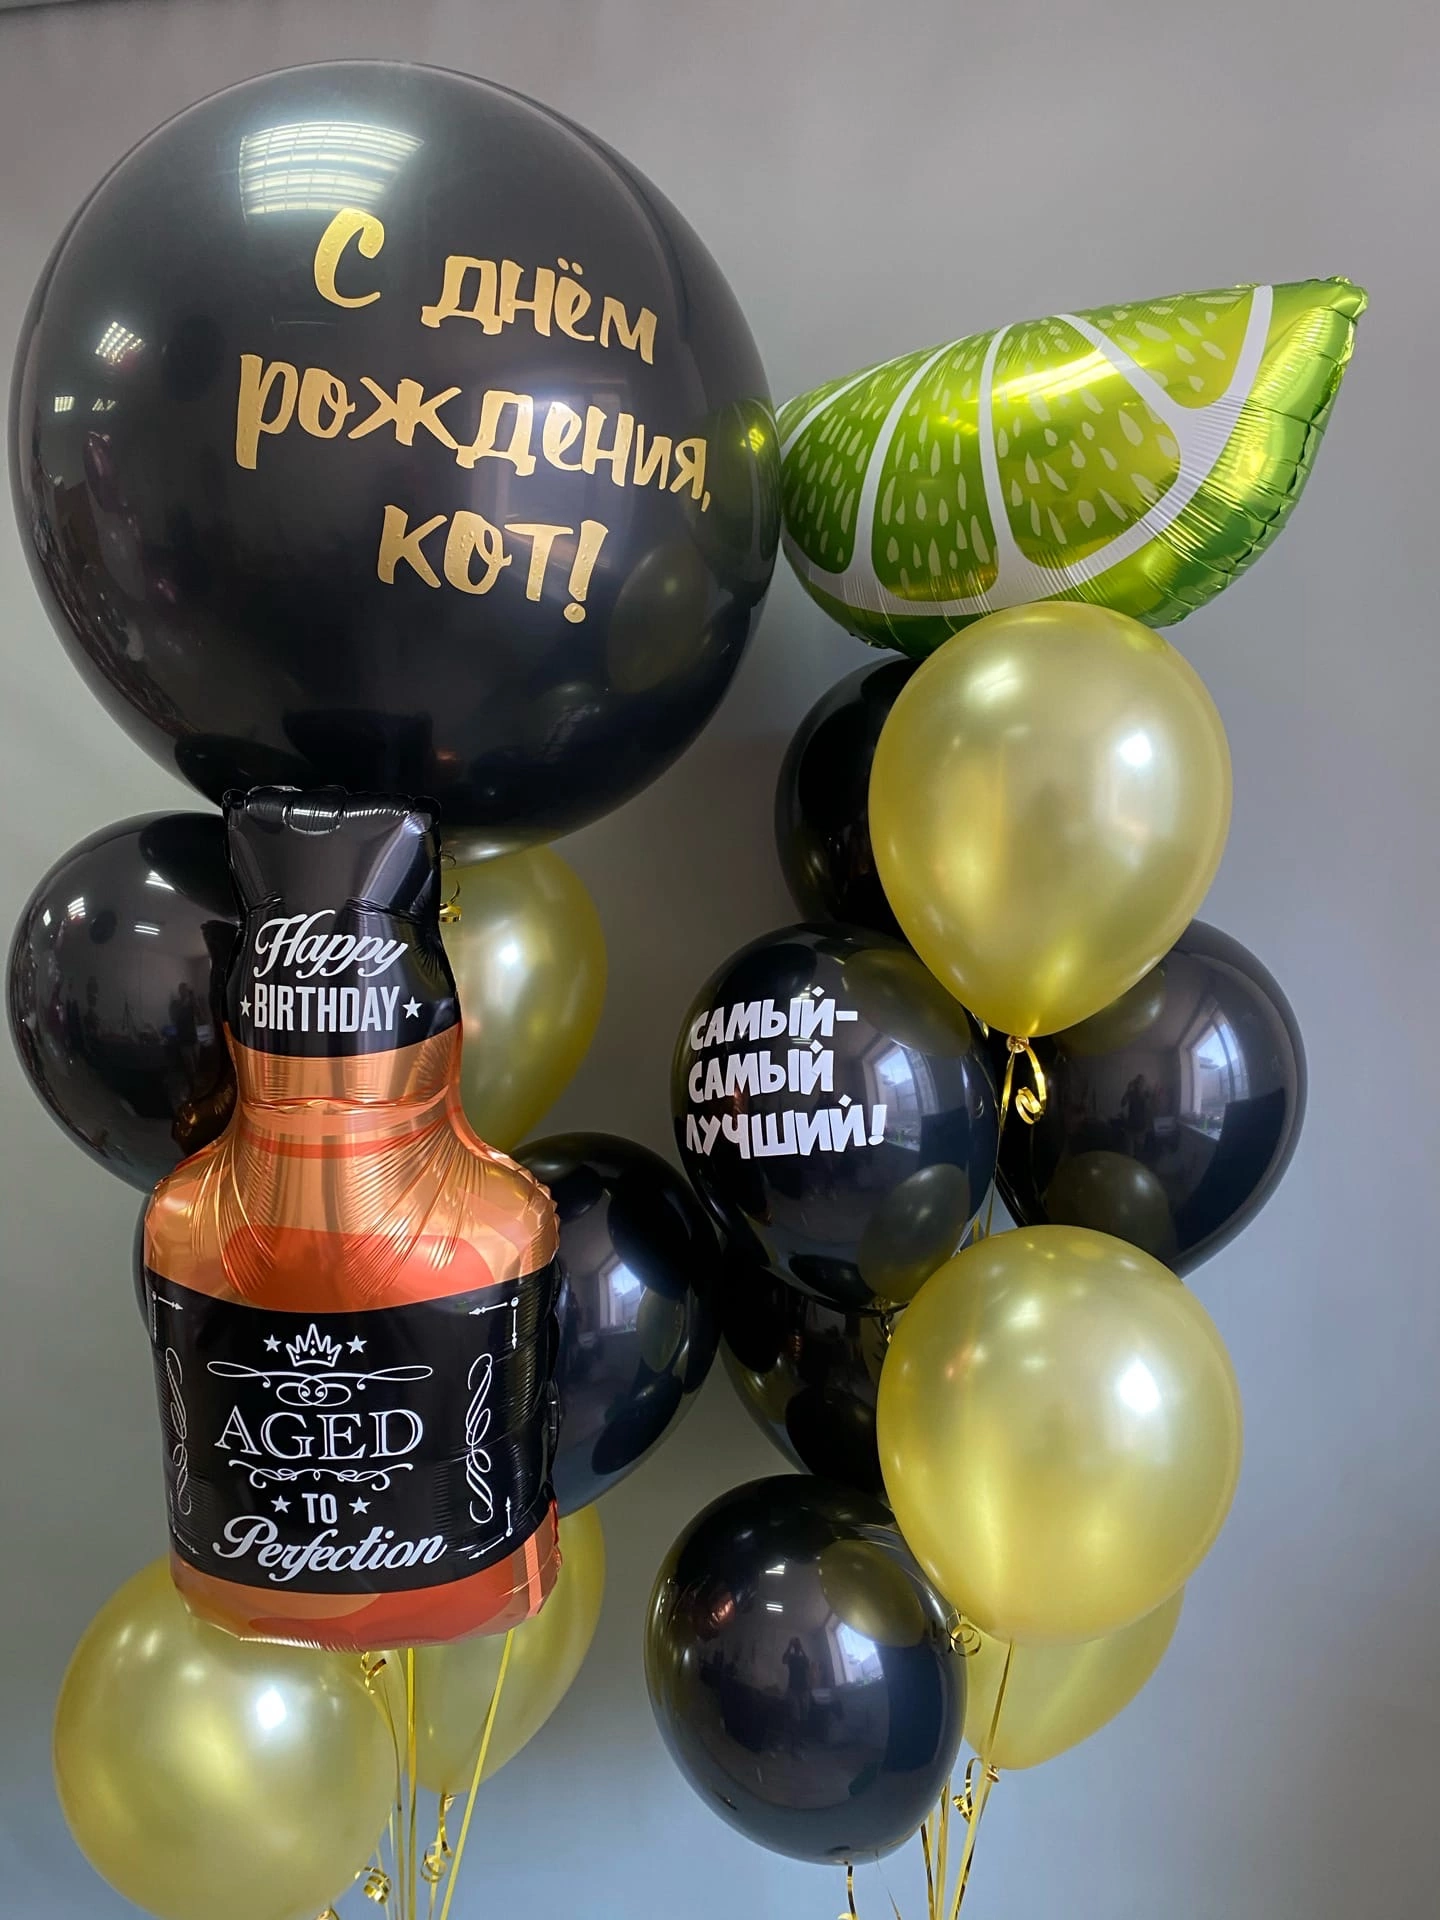 С днём
рождения,
кот!
Happy
BIRTHDAY
AGED
TO
Perfection
САМЫЙ-
САМЫЙ
ЛУЧШИЙ!